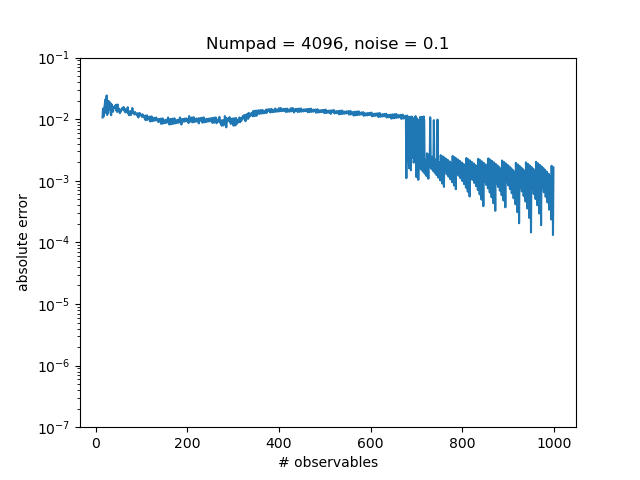 Numpad = 4096, noise = 0.1
absolute error
10⁻¹
10⁻²
10⁻³
10⁻⁴
10⁻⁵
10⁻⁶
10⁻⁷
0 200 400 600 800 1000
# observables